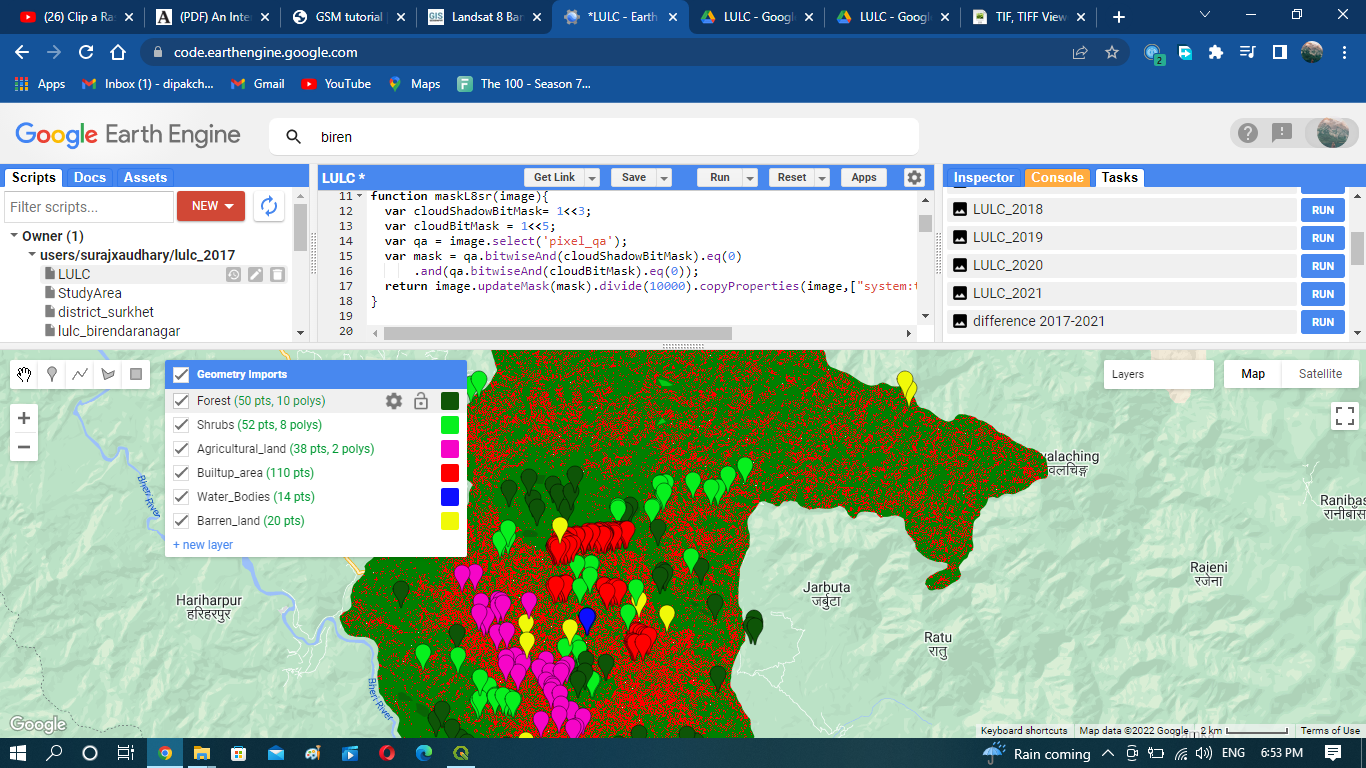 (26) Clip a Ra
(PDF) An Inte
GSM tutorial
Landsat 8 Ban
*LULC - Earth
LULC - Googl
LULC - Googl
TIF, TIFF View
code.earthengine.google.com
Apps
Inbox (1) - dipakch...
Gmail
YouTube
Maps
The 100 - Season 7...
Google Earth Engine
biren
Scripts Docs Assets
Filter scripts...
NEW
Owner (1)
users/surajxaudhary/lulc_2017
LULC
StudyArea
district_surkhet
lulc_birendaranagar
LULC *
Get Link Save Run Reset Apps
11 function maskL8sr(image){
12 var cloudShadowBitMask= 1<<3;
13 var cloudBitMask = 1<<5;
14 var qa = image.select('pixel_qa');
15 var mask = qa.bitwiseAnd(cloudShadowBitMask).eq(0)
16 .and(qa.bitwiseAnd(cloudBitMask).eq(0));
17 return image.updateMask(mask).divide(10000).copyProperties(image,["system:t
18 }
19
20
Inspector Console Tasks
LULC_2018 RUN
LULC_2019 RUN
LULC_2020 RUN
LULC_2021 RUN
difference 2017-2021 RUN
Geometry Imports
Forest (50 pts, 10 polys)
Shrubs (52 pts, 8 polys)
Agricultural_land (38 pts, 2 polys)
Builtup_area (110 pts)
Water_Bodies (14 pts)
Barren_land (20 pts)
+ new layer
Layers
Map Satellite
Bheri River
Hariharpur
हरिहरपुर
Bheri River
walaching
वलचिङ्ग
Ranibas
रानीबाँस
Rajeni
रजेना
Jarbuta
जर्बुटा
Ratu
रातु
Google
Keyboard shortcuts Map data ©2022 Google 2 km Terms of Use
Rain coming
ENG
6:53 PM